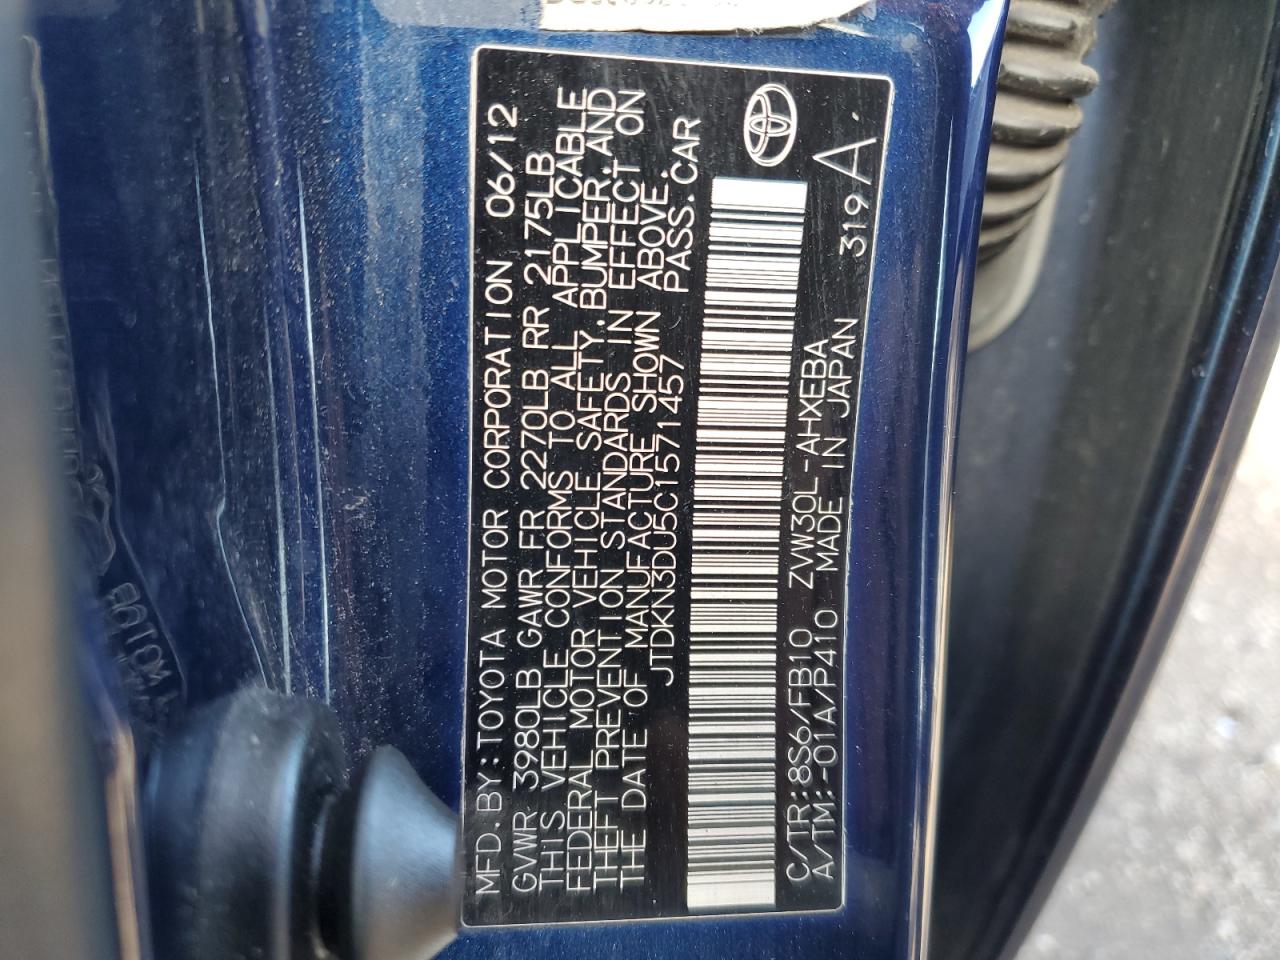 MFD.BY:TOYOTA MOTOR CORPORATION 06/12
GVWR 3980LB GAWR FR 2270LB RR 2175LB
THIS VEHICLE CONFORMS TO ALL APPLICABLE
FEDERAL MOTOR VEHICLE SAFETY,BUMPER,AND
THEFT PREVENTION STANDARDS IN EFFECT ON
THE DATE OF MANUFACTURE SHOWN ABOVE.
JTDKN3DU5C1571457 PASS.CAR
C/TR:8S6/FB10 ZVW30L-AHXEBA 319 A
A/TM:-01A/P410 MADE IN JAPAN